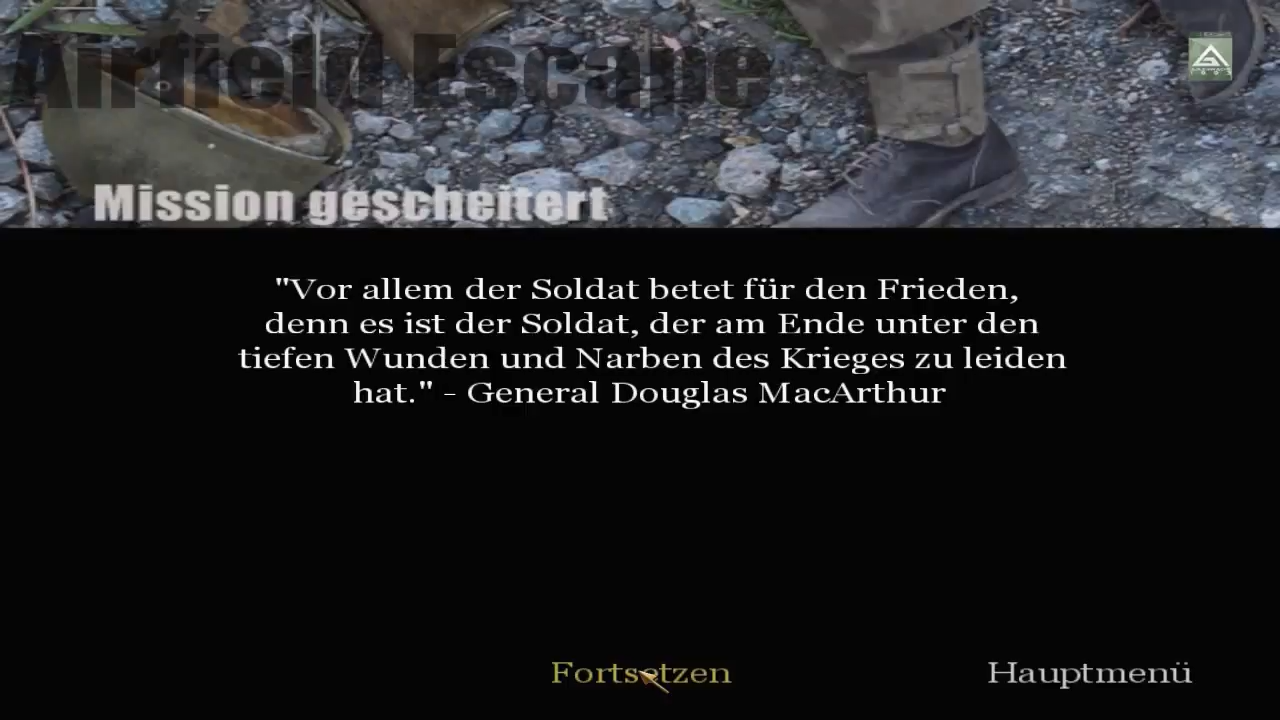 Airfield Escape
Mission gescheitert
"Vor allem der Soldat betet für den Frieden,
denn es ist der Soldat, der am Ende unter den
tiefen Wunden und Narben des Krieges zu leiden
hat." - General Douglas MacArthur
Fortsetzen
Hauptmenü